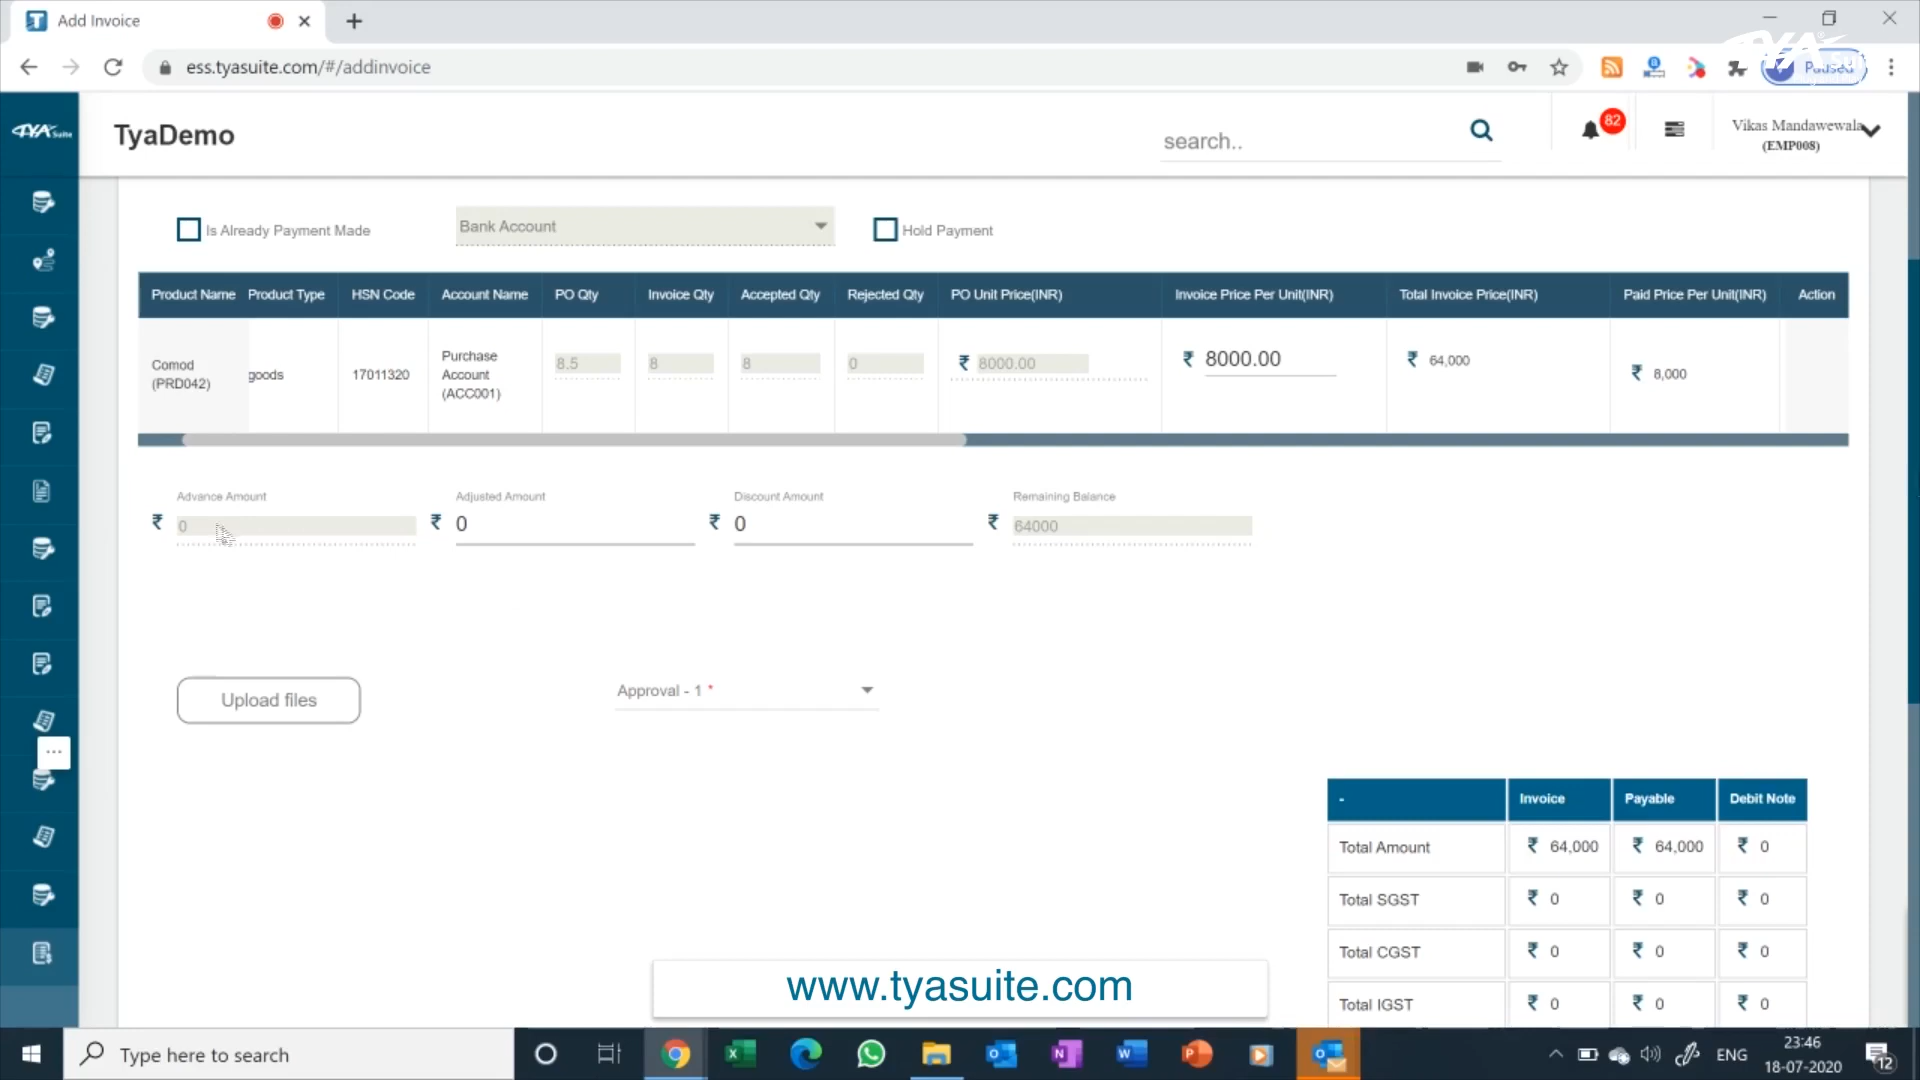 Add Invoice
ess.tyasuite.com/#/addinvoice
Paused
TYA Suite
TyaDemo
search..
82
Vikas Mandawewala
(EMP008)
Is Already Payment Made
Bank Account
Hold Payment
Product Name Product Type HSN Code Account Name PO Qty Invoice Qty Accepted Qty Rejected Qty PO Unit Price(INR) Invoice Price Per Unit(INR) Total Invoice Price(INR) Paid Price Per Unit(INR) Action
Comod
(PRD042)
goods
17011320
Purchase
Account
(ACC001)
8.5
8
8
0
₹ 8000.00
₹ 8000.00
₹ 64,000
₹ 8,000
Advance Amount Adjusted Amount Discount Amount Remaining Balance
₹ 0 ₹ 0 ₹ 0 ₹ 64000
Upload files
Approval - 1 *
- Invoice Payable Debit Note
Total Amount ₹ 64,000 ₹ 64,000 ₹ 0
Total SGST ₹ 0 ₹ 0 ₹ 0
Total CGST ₹ 0 ₹ 0 ₹ 0
Total IGST ₹ 0 ₹ 0 ₹ 0
www.tyasuite.com
Type here to search
ENG
23:46
18-07-2020
12